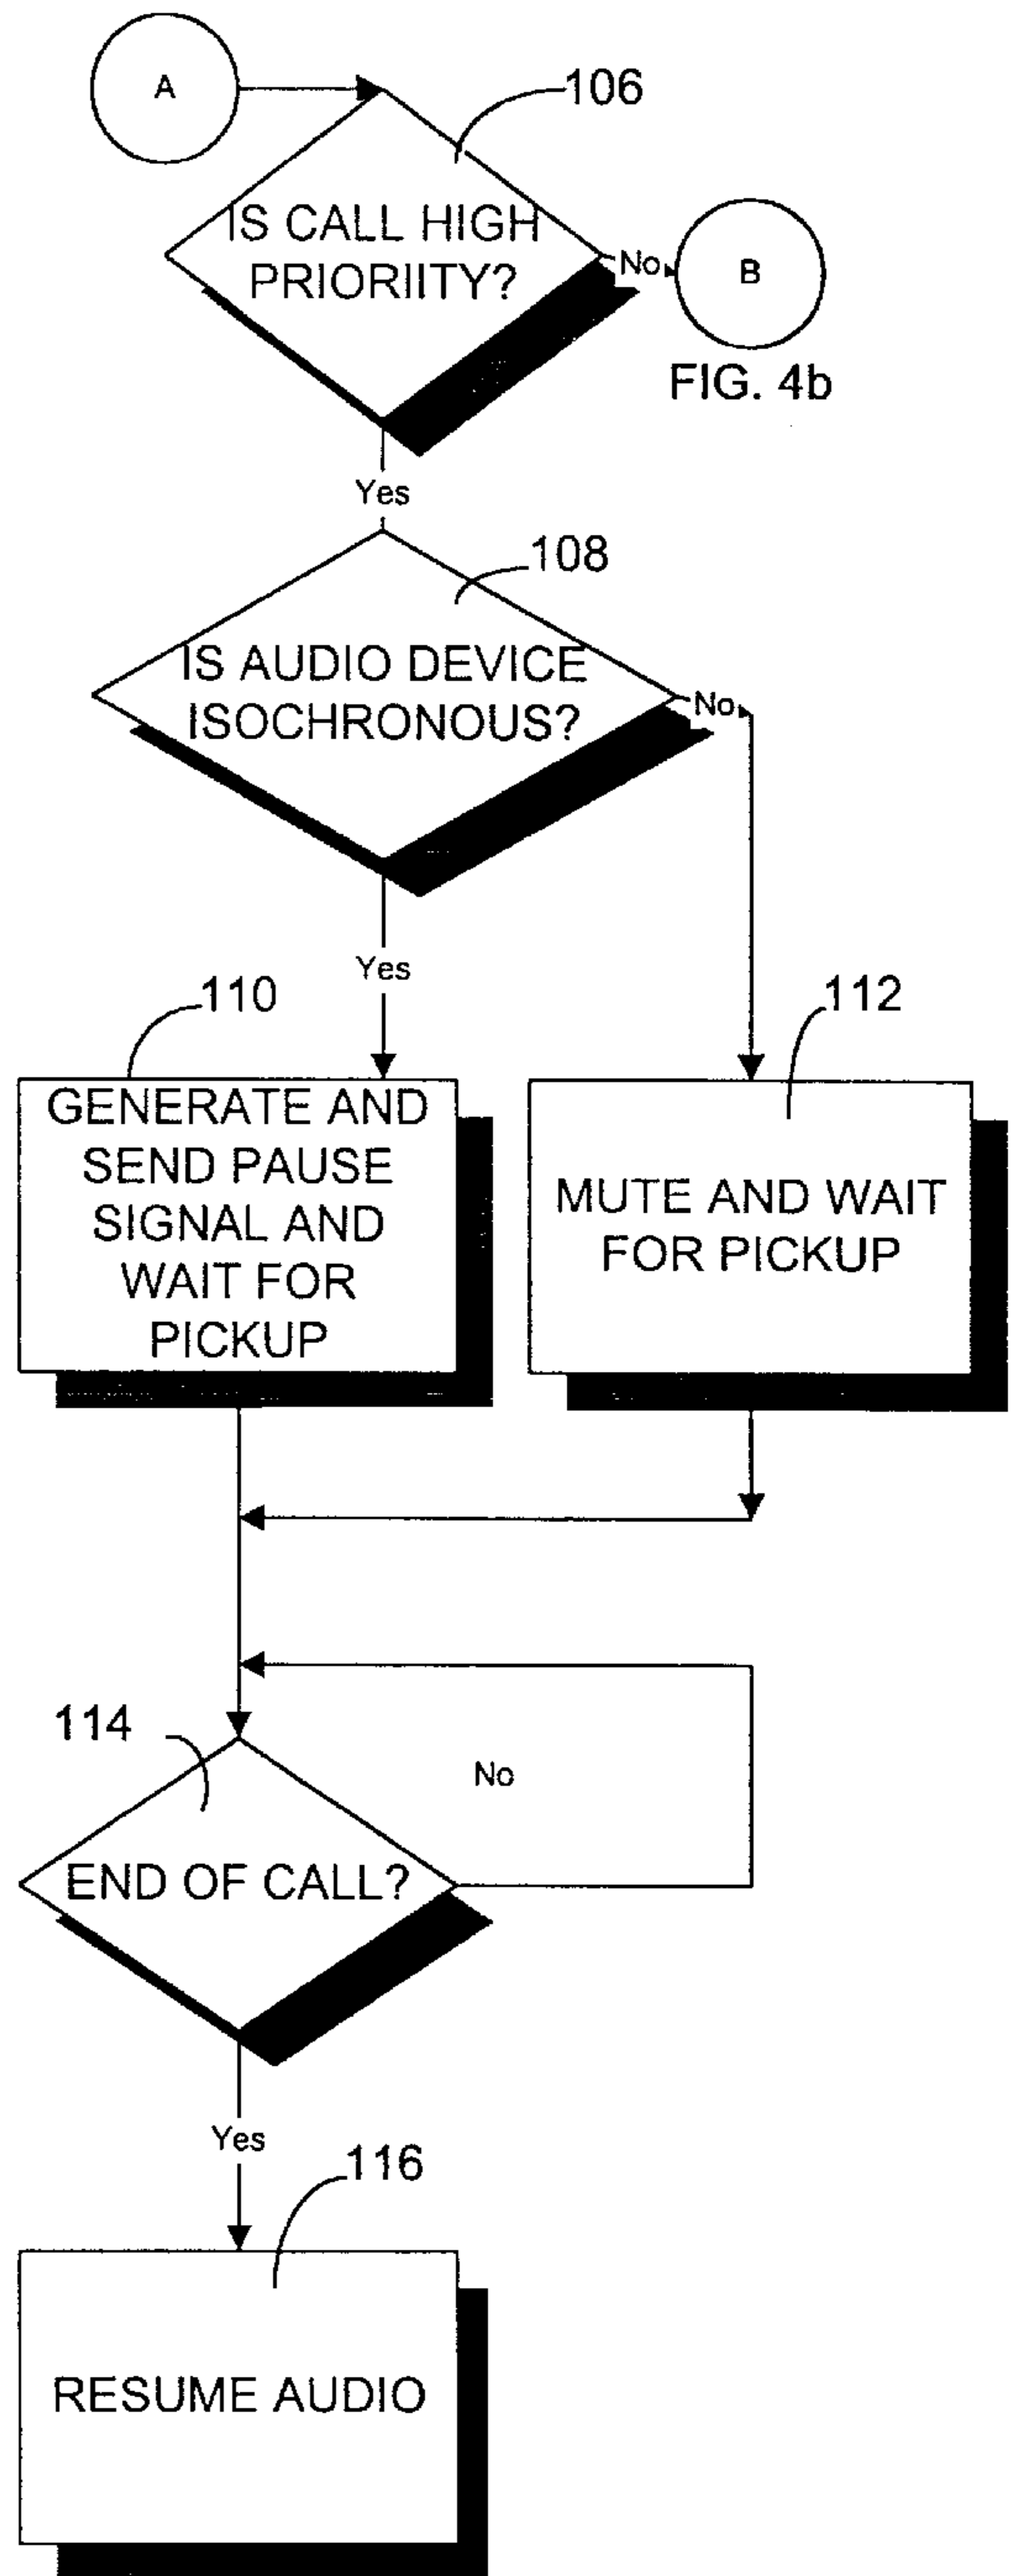 A
106
IS CALL HIGH
PRIORIITY?
No
B
FIG. 4b
Yes
108
IS AUDIO DEVICE
ISOCHRONOUS?
No
Yes
110
GENERATE AND
SEND PAUSE
SIGNAL AND
WAIT FOR
PICKUP
112
MUTE AND WAIT
FOR PICKUP
114
No
END OF CALL?
Yes
116
RESUME AUDIO